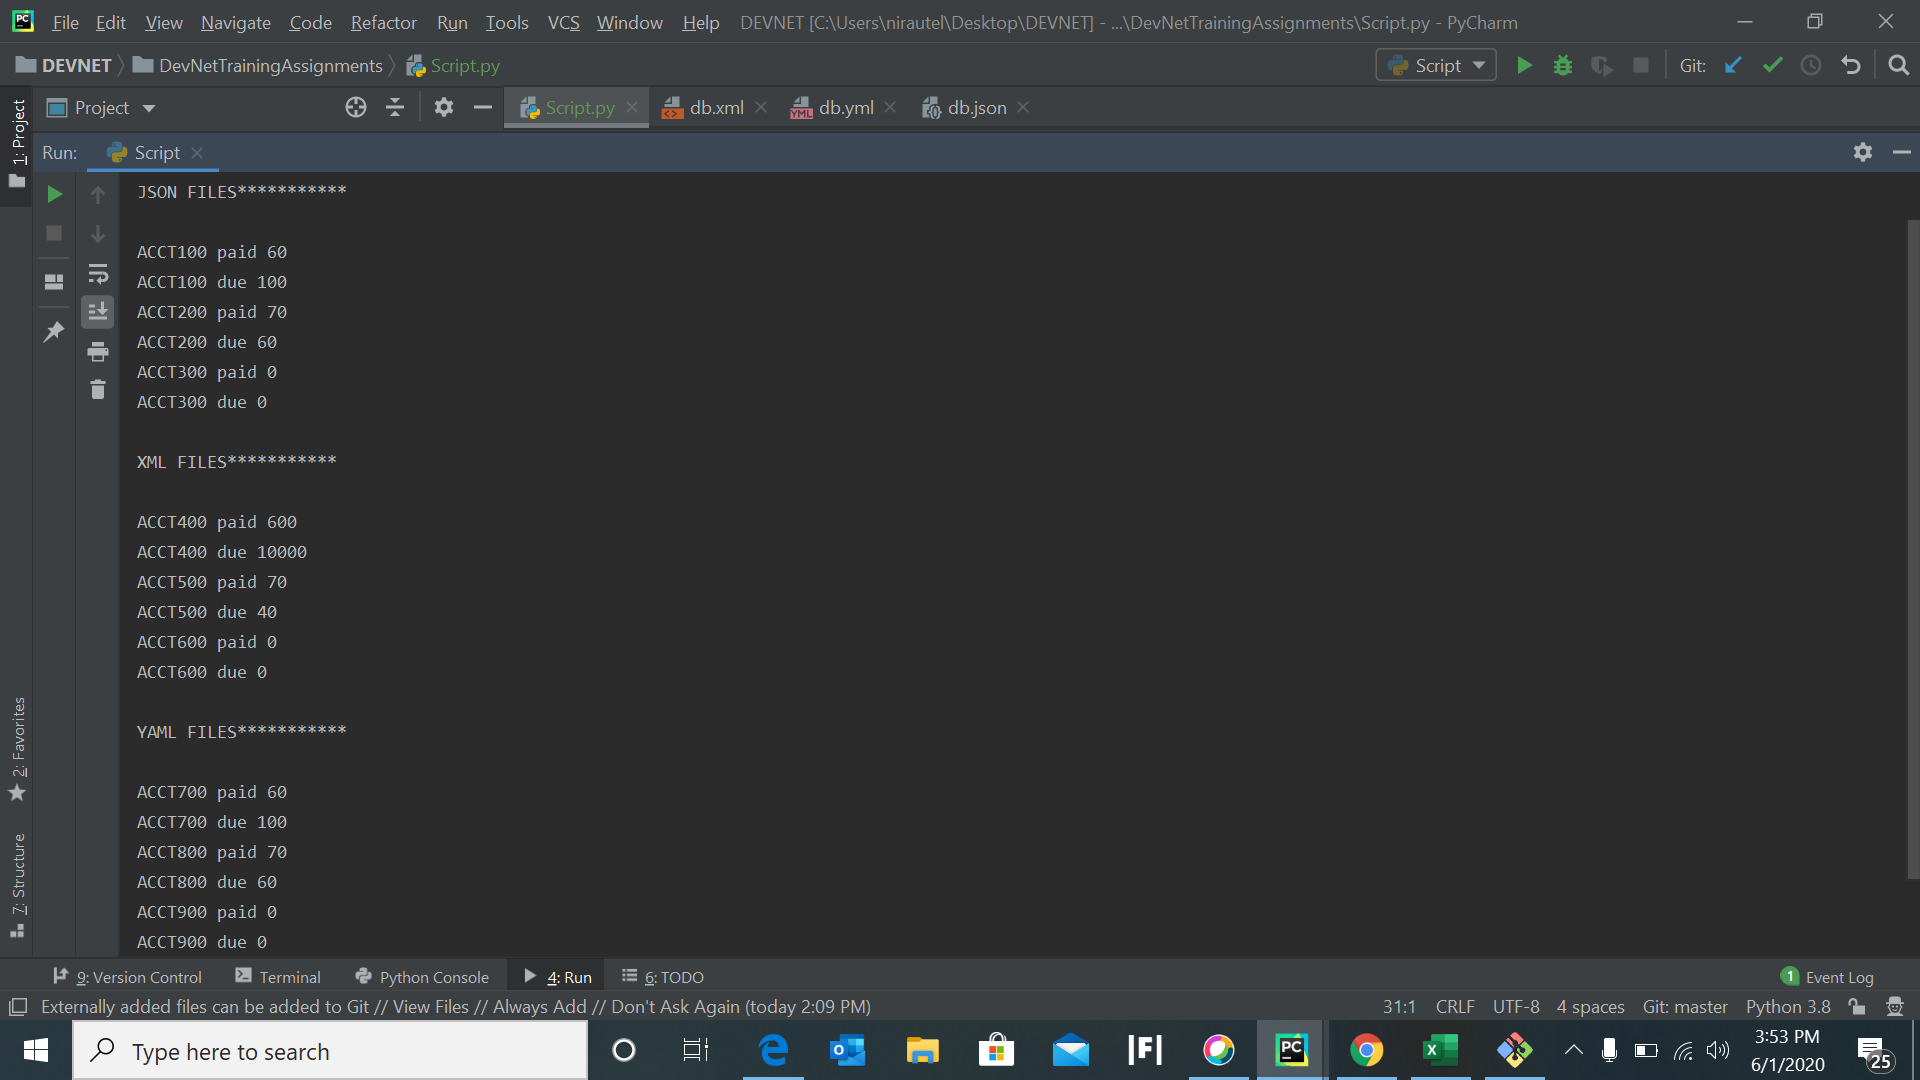 File Edit View Navigate Code Refactor Run Tools VCS Window Help DEVNET [C:\Users\nirautel\Desktop\DEVNET] - ...\DevNetTrainingAssignments\Script.py - PyCharm
DEVNET DevNetTrainingAssignments Script.py Script Git:
1: Project
Project Script.py db.xml db.yml db.json
Run: Script
JSON FILES***********
ACCT100 paid 60
ACCT100 due 100
ACCT200 paid 70
ACCT200 due 60
ACCT300 paid 0
ACCT300 due 0
XML FILES***********
ACCT400 paid 600
ACCT400 due 10000
ACCT500 paid 70
ACCT500 due 40
ACCT600 paid 0
ACCT600 due 0
YAML FILES***********
ACCT700 paid 60
ACCT700 due 100
ACCT800 paid 70
ACCT800 due 60
ACCT900 paid 0
ACCT900 due 0
2: Favorites
7: Structure
9: Version Control Terminal Python Console 4: Run 6: TODO 1 Event Log
Externally added files can be added to Git // View Files // Always Add // Don't Ask Again (today 2:09 PM) 31:1 CRLF UTF-8 4 spaces Git: master Python 3.8
Type here to search
3:53 PM
6/1/2020
25